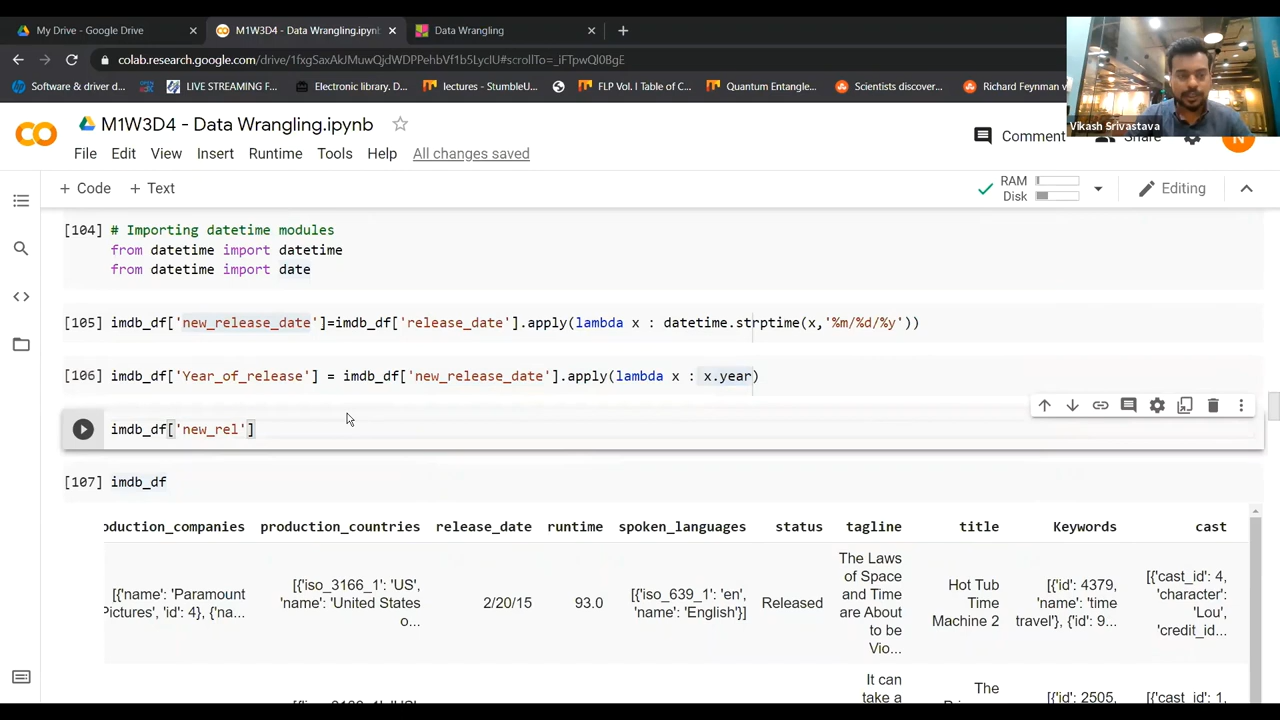 My Drive - Google Drive
M1W3D4 - Data Wrangling.ipynb
Data Wrangling
colab.research.google.com/drive/1fxgSaxAkJMuwQjdWDPPehbVf1b5LycIU#scrollTo=_iFTpwQl0BgE
Software & driver d...
LIVE STREAMING F...
Electronic library. D...
lectures - StumbleU...
FLP Vol. I Table of C...
Quantum Entangle...
Scientists discover...
Richard Feynman v
Vikash Srivastava
M1W3D4 - Data Wrangling.ipynb
Comment
Share
N
File Edit View Insert Runtime Tools Help All changes saved
+ Code + Text
RAM
Disk
Editing
[104] # Importing datetime modules
from datetime import datetime
from datetime import date
[105] imdb_df['new_release_date']=imdb_df['release_date'].apply(lambda x : datetime.strptime(x,'%m/%d/%y'))
[106] imdb_df['Year_of_release'] = imdb_df['new_release_date'].apply(lambda x : x.year)
imdb_df['new_rel']
[107] imdb_df
oduction_companies production_countries release_date runtime spoken_languages status tagline title Keywords cast
[{'name': 'Paramount Pictures', 'id': 4}, {'na...
[{'iso_3166_1': 'US', 'name': 'United States o...
2/20/15
93.0
[{'iso_639_1': 'en', 'name': 'English'}]
Released
The Laws of Space and Time are About to be Vio...
Hot Tub Time Machine 2
[{'id': 4379, 'name': 'time travel'}, {'id': 9...
[{'cast_id': 4, 'character': 'Lou', 'credit_id...
It can take a
The
[{'id': 2505,
[{'cast_id': 1,